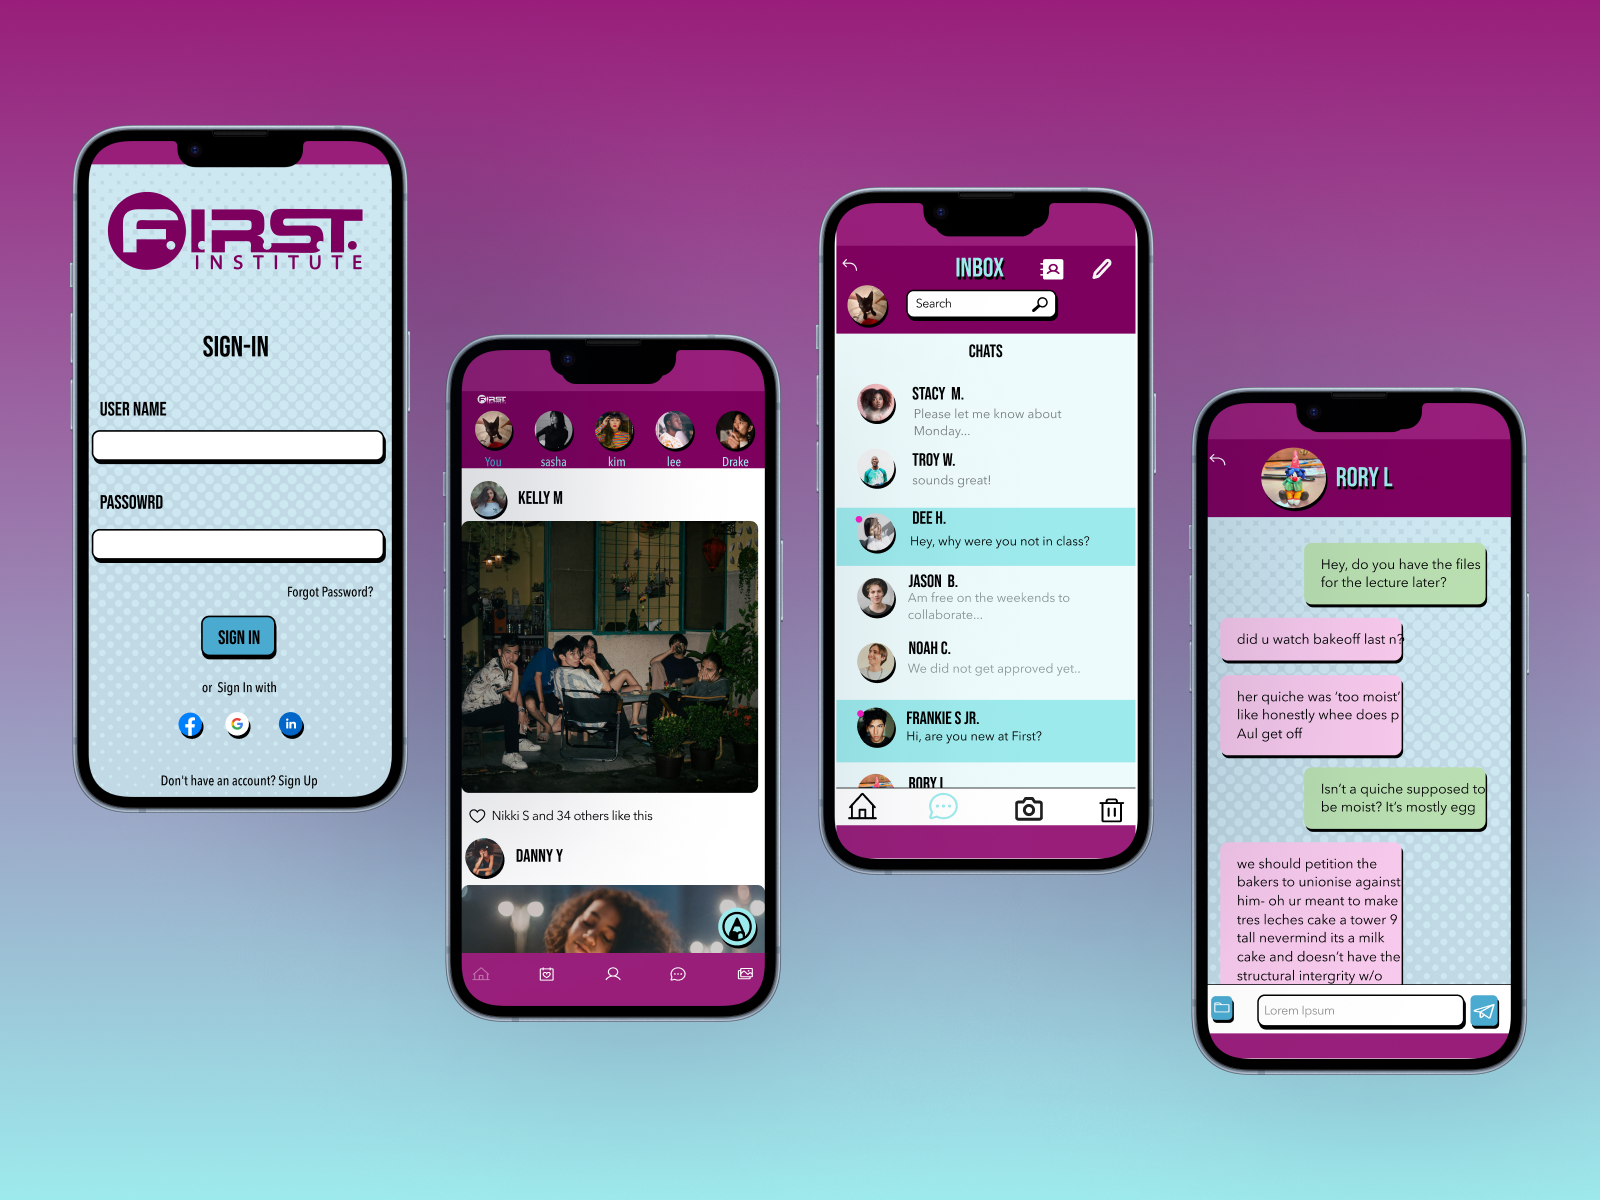 F.IRST.
INSTITUTE
SIGN-IN
USER NAME
PASSOWRD
Forgot Password?
SIGN IN
or Sign In with
G
in
Don't have an account? Sign Up
F.IRST.
You
sasha
kim
lee
Drake
KELLY M
Nikki S and 34 others like this
DANNY Y
INBOX
Search
CHATS
STACY M.
Please let me know about
Monday...
TROY W.
sounds great!
DEE H.
Hey, why were you not in class?
JASON B.
Am free on the weekends to
collaborate...
NOAH C.
We did not get approved yet..
FRANKIE S JR.
Hi, are you new at First?
RORY L
RORY L
Hey, do you have the files
for the lecture later?
did u watch bakeoff last n?
her quiche was ‘too moist’
like honestly whee does p
Aul get off
Isn’t a quiche supposed to
be moist? It’s mostly egg
we should petition the
bakers to unionise against
him- oh ur meant to make
tres leches cake a tower 9
tall nevermind its a milk
cake and doesn’t have the
structural intergrity w/o
Lorem Ipsum